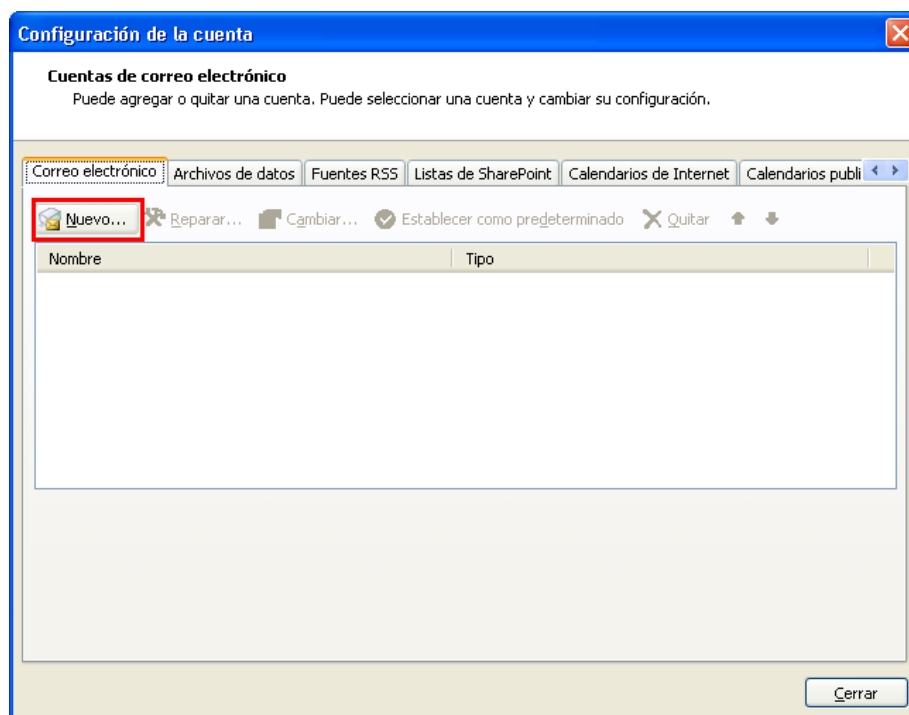 Configuración de la cuenta
Cuentas de correo electrónico
Puede agregar o quitar una cuenta. Puede seleccionar una cuenta y cambiar su configuración.
Correo electrónico Archivos de datos Fuentes RSS Listas de SharePoint Calendarios de Internet Calendarios publi
Nuevo... Reparar... Cambiar... Establecer como predeterminado Quitar
Nombre Tipo
Cerrar